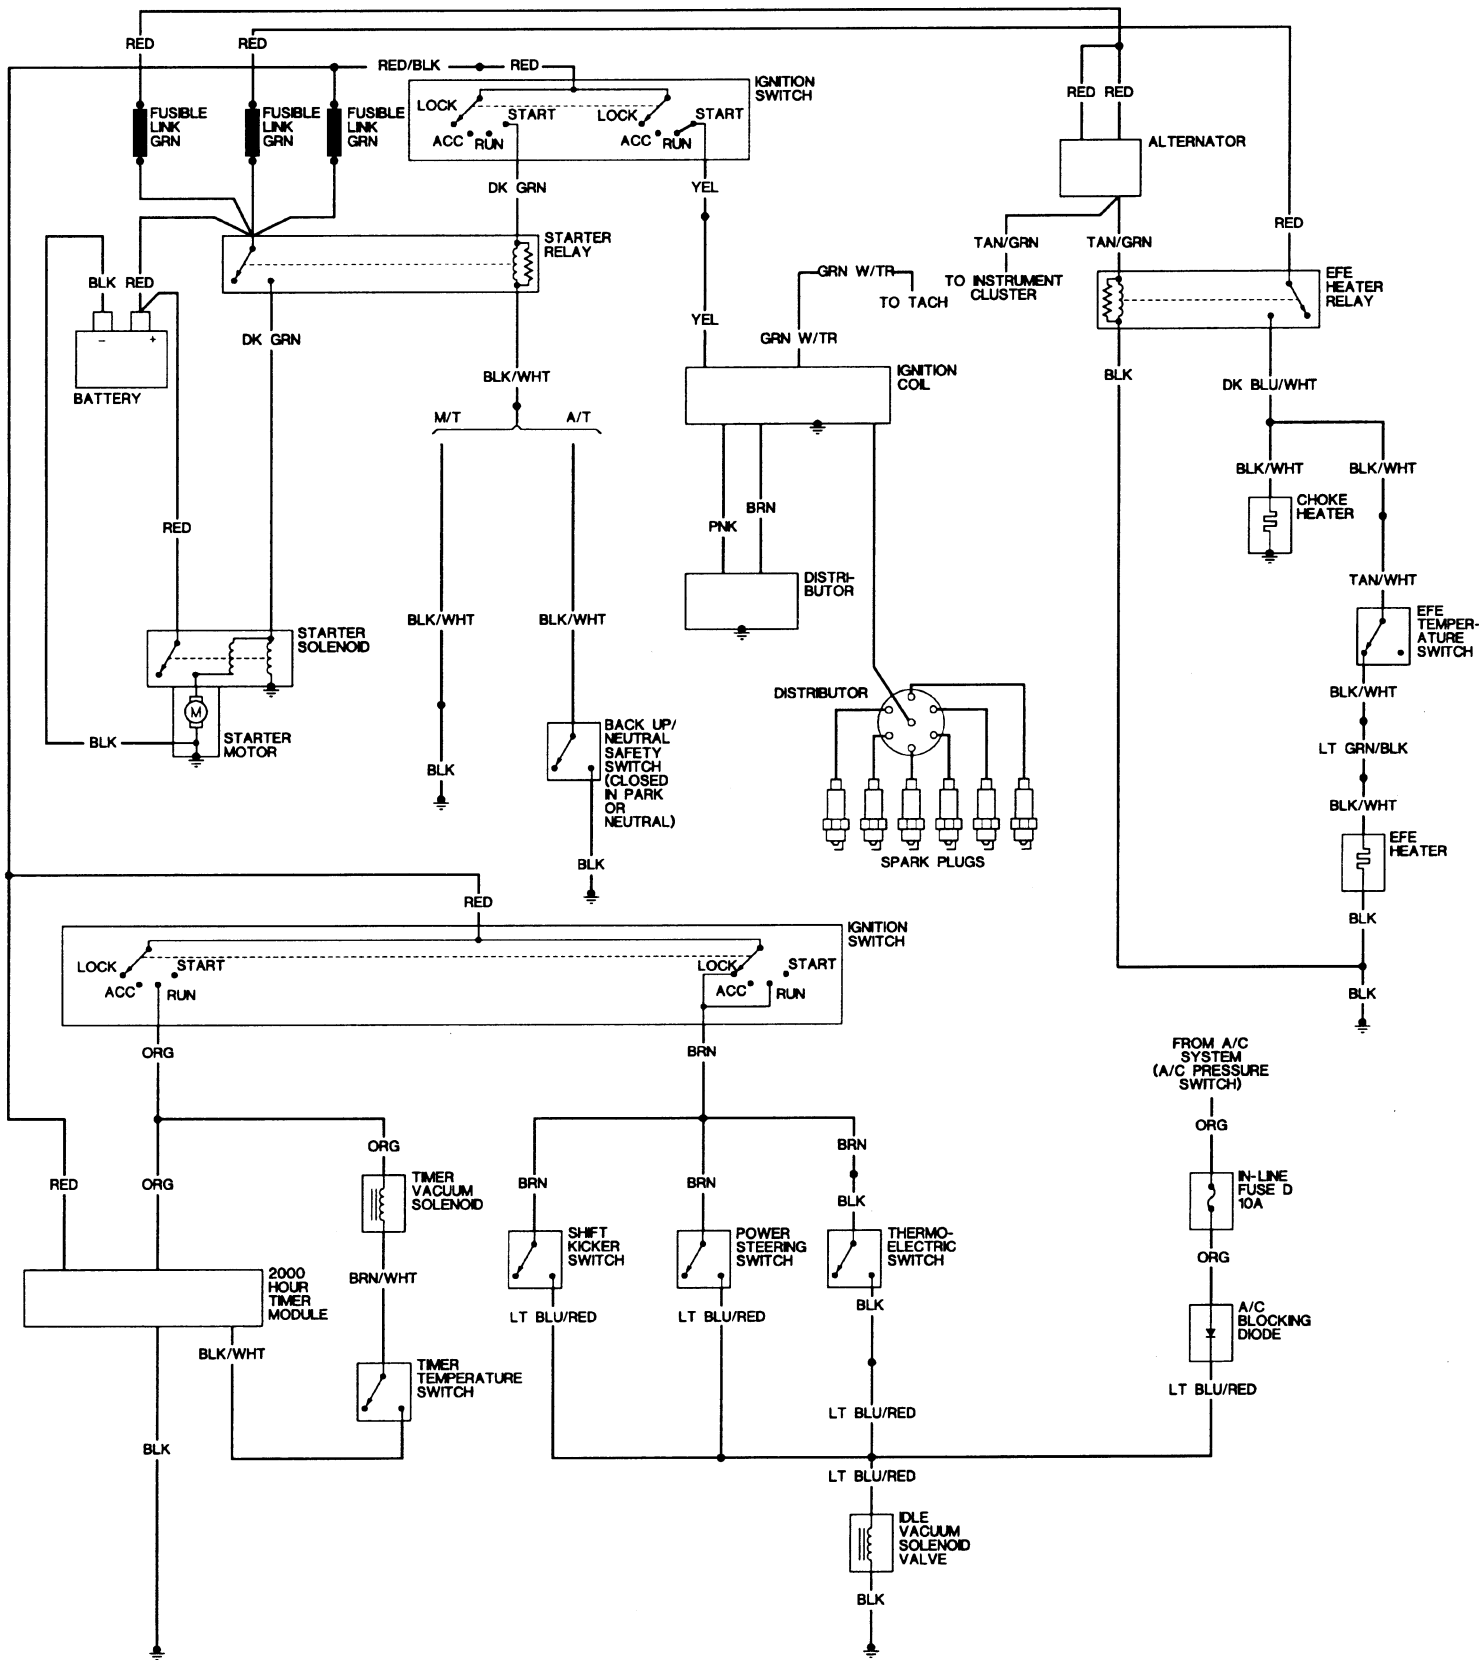 RED
RED
RED/BLK
RED
IGNITION
SWITCH
FUSIBLE
LINK
GRN
FUSIBLE
LINK
GRN
FUSIBLE
LINK
GRN
LOCK
START
ACC
RUN
LOCK
START
ACC
RUN
RED
RED
ALTERNATOR
DK GRN
YEL
RED
STARTER
RELAY
TAN/GRN
TAN/GRN
TO INSTRUMENT
CLUSTER
EFE
HEATER
RELAY
BLK
RED
GRN W/TR
TO TACH
YEL
GRN W/TR
DK GRN
-
+
BATTERY
BLK/WHT
IGNITION
COIL
BLK
DK BLU/WHT
M/T
A/T
BLK/WHT
BLK/WHT
CHOKE
HEATER
RED
PNK
BRN
TAN/WHT
DISTRI-
BUTOR
BLK/WHT
BLK/WHT
EFE
TEMPER-
ATURE
SWITCH
STARTER
SOLENOID
M
BLK
STARTER
MOTOR
BLK/WHT
DISTRIBUTOR
BACK UP/
NEUTRAL
SAFETY
SWITCH
(CLOSED
IN PARK
OR
NEUTRAL)
BLK
LT GRN/BLK
BLK/WHT
EFE
HEATER
BLK
SPARK PLUGS
RED
BLK
IGNITION
SWITCH
LOCK
START
ACC
RUN
LOCK
START
ACC
RUN
BLK
ORG
BRN
FROM A/C
SYSTEM
(A/C PRESSURE
SWITCH)
ORG
ORG
BRN
RED
ORG
TIMER
VACUUM
SOLENOID
BRN
BRN
BLK
IN-LINE
FUSE D
10A
SHIFT
KICKER
SWITCH
POWER
STEERING
SWITCH
THERMO-
ELECTRIC
SWITCH
ORG
2000
HOUR
TIMER
MODULE
BRN/WHT
LT BLU/RED
LT BLU/RED
BLK
A/C
BLOCKING
DIODE
BLK/WHT
TIMER
TEMPERATURE
SWITCH
LT BLU/RED
LT BLU/RED
BLK
LT BLU/RED
IDLE
VACUUM
SOLENOID
VALVE
BLK